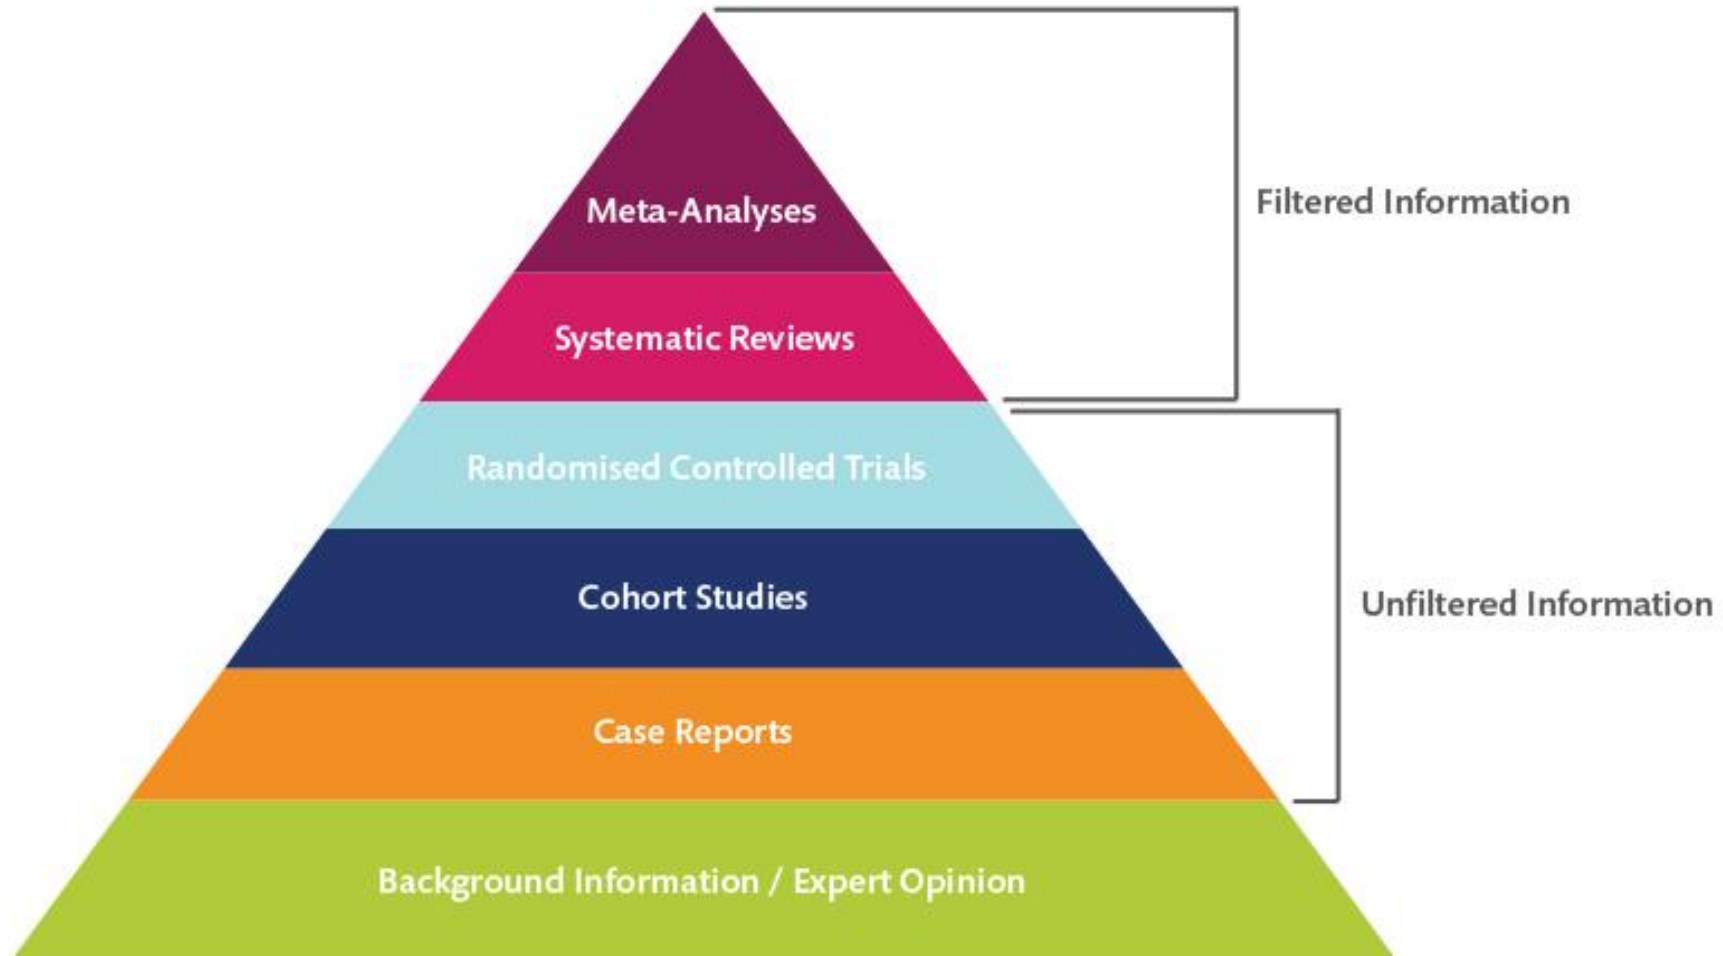 Meta-Analyses
Filtered Information
Systematic Reviews
Randomised Controlled Trials
Cohort Studies
Unfiltered Information
Case Reports
Background Information / Expert Opinion